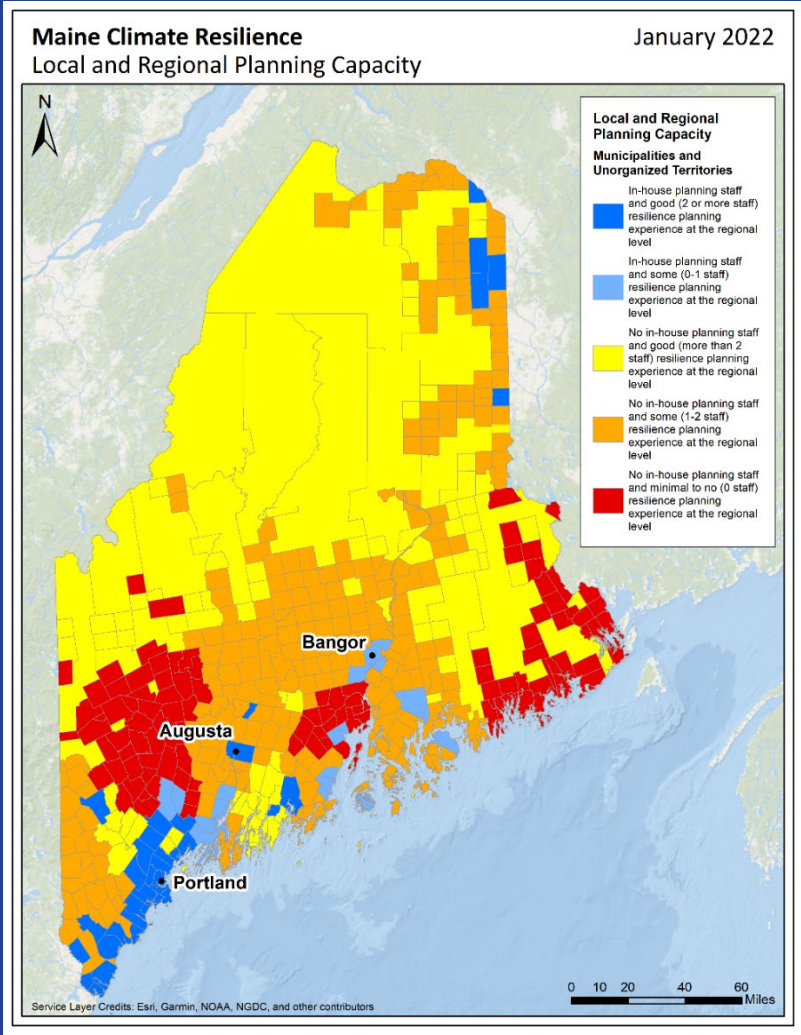 Maine Climate Resilience
January 2022
Local and Regional Planning Capacity
N
Local and Regional
Planning Capacity
Municipalities and
Unorganized Territories
In-house planning staff
and good (2 or more staff)
resilience planning
experience at the regional
level
In-house planning staff
and some (0-1 staff)
resilience planning
experience at the regional
level
No in-house planning staff
and good (more than 2
staff) resilience planning
experience at the regional
level
No in-house planning staff
and some (1-2 staff)
resilience planning
experience at the regional
level
No in-house planning staff
and minimal to no (0 staff)
resilience planning
experience at the regional
level
Bangor
Augusta
Portland
0 10 20 40 60
Miles
Service Layer Credits: Esri, Garmin, NOAA, NGDC, and other contributors